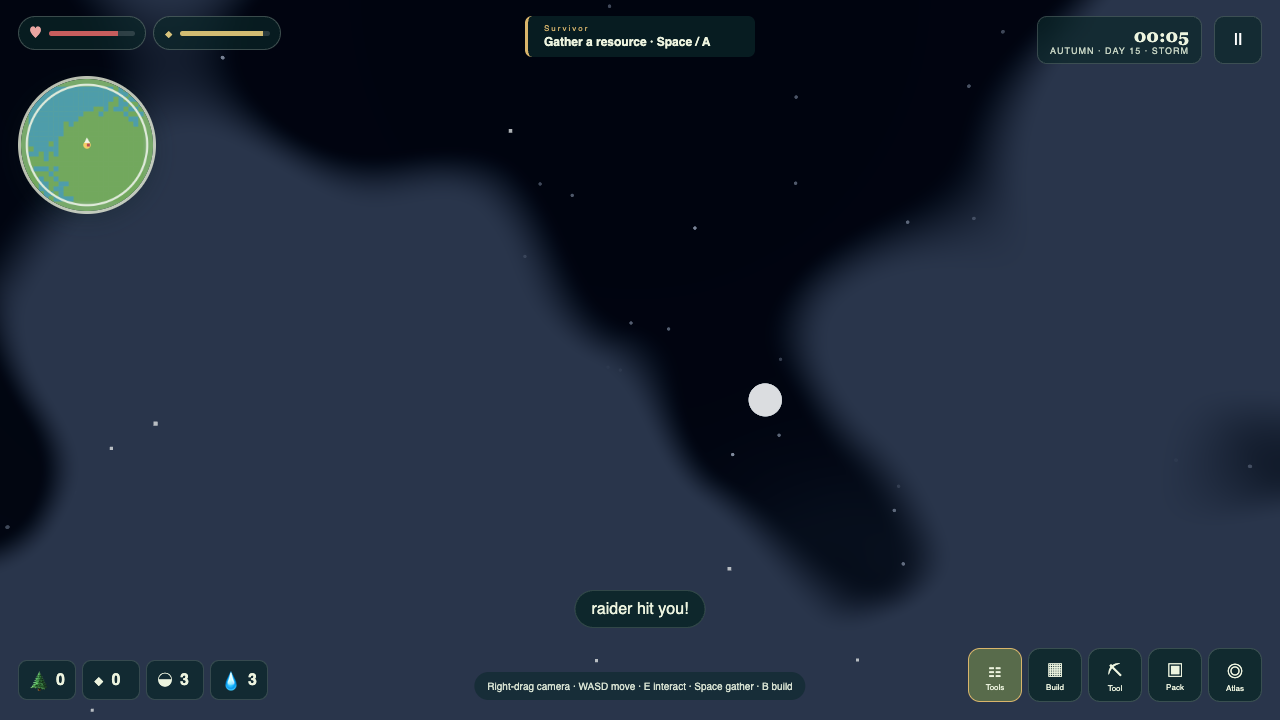 Survivor
Gather a resource · Space / A
00:05
AUTUMN · DAY 15 · STORM
raider hit you!
0
0
3
3
Right-drag camera · WASD move · E interact · Space gather · B build
Tools
Build
Tool
Pack
Atlas